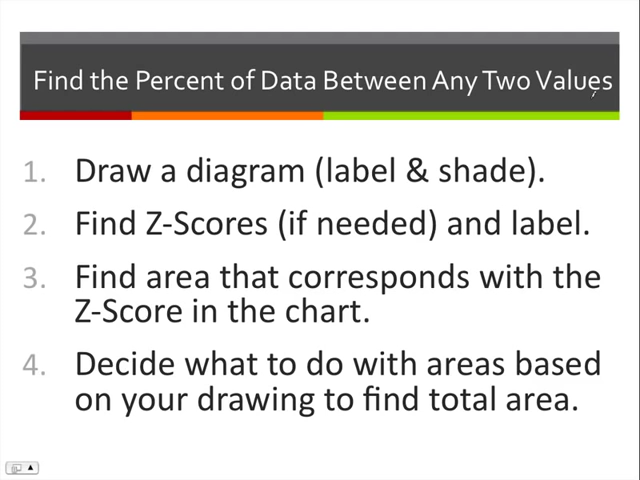 Find the Percent of Data Between Any Two Values
1. Draw a diagram (label & shade).
2. Find Z-Scores (if needed) and label.
3. Find area that corresponds with the
Z-Score in the chart.
4. Decide what to do with areas based
on your drawing to find total area.